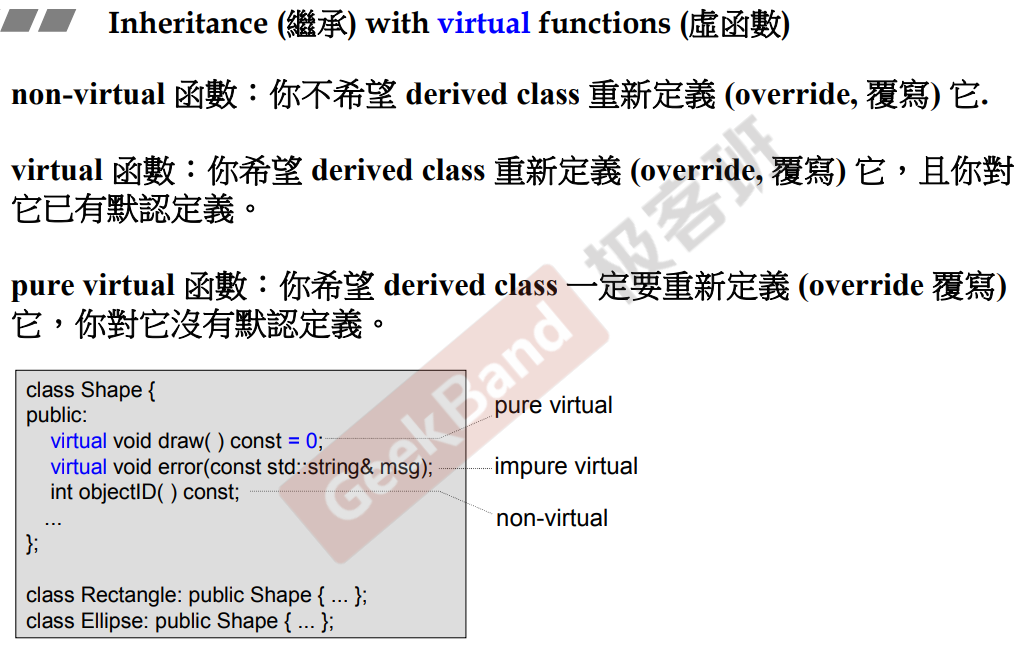 Inheritance (繼承) with virtual functions (虛函數)
non-virtual 函數：你不希望 derived class 重新定義 (override, 覆寫) 它.
virtual 函數：你希望 derived class 重新定義 (override, 覆寫) 它，且你對
它已有默認定義。
pure virtual 函數：你希望 derived class 一定要重新定義 (override 覆寫)
它，你對它沒有默認定義。
class Shape {
public:
virtual void draw( ) const = 0;
pure virtual
virtual void error(const std::string& msg);
impure virtual
int objectID( ) const;
non-virtual
...
};
class Rectangle: public Shape { ... };
class Ellipse: public Shape { ... };
GeekBand 极客班